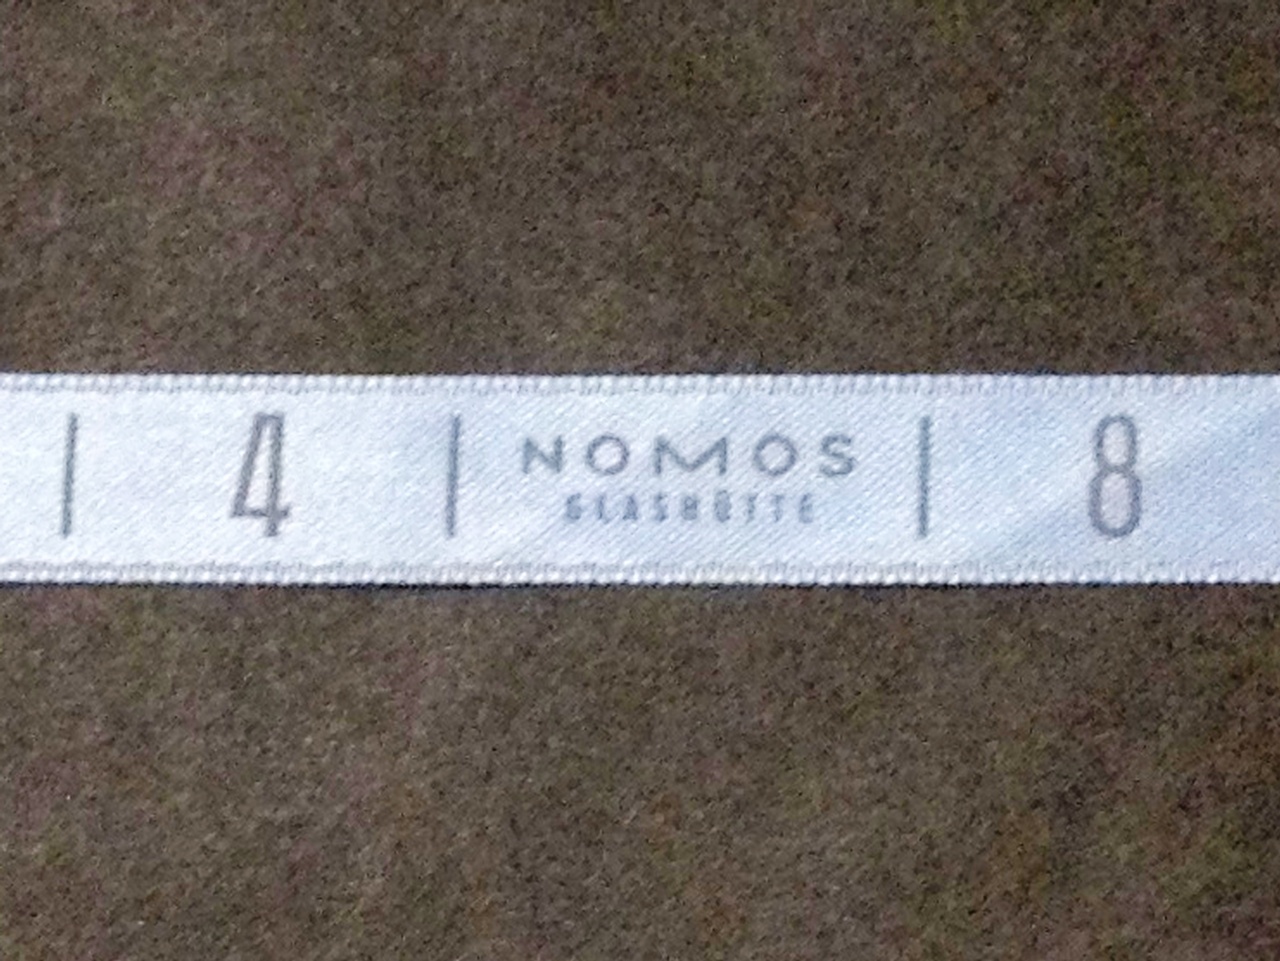 | 4 | NOMOS | 8
GLASHÜTTE